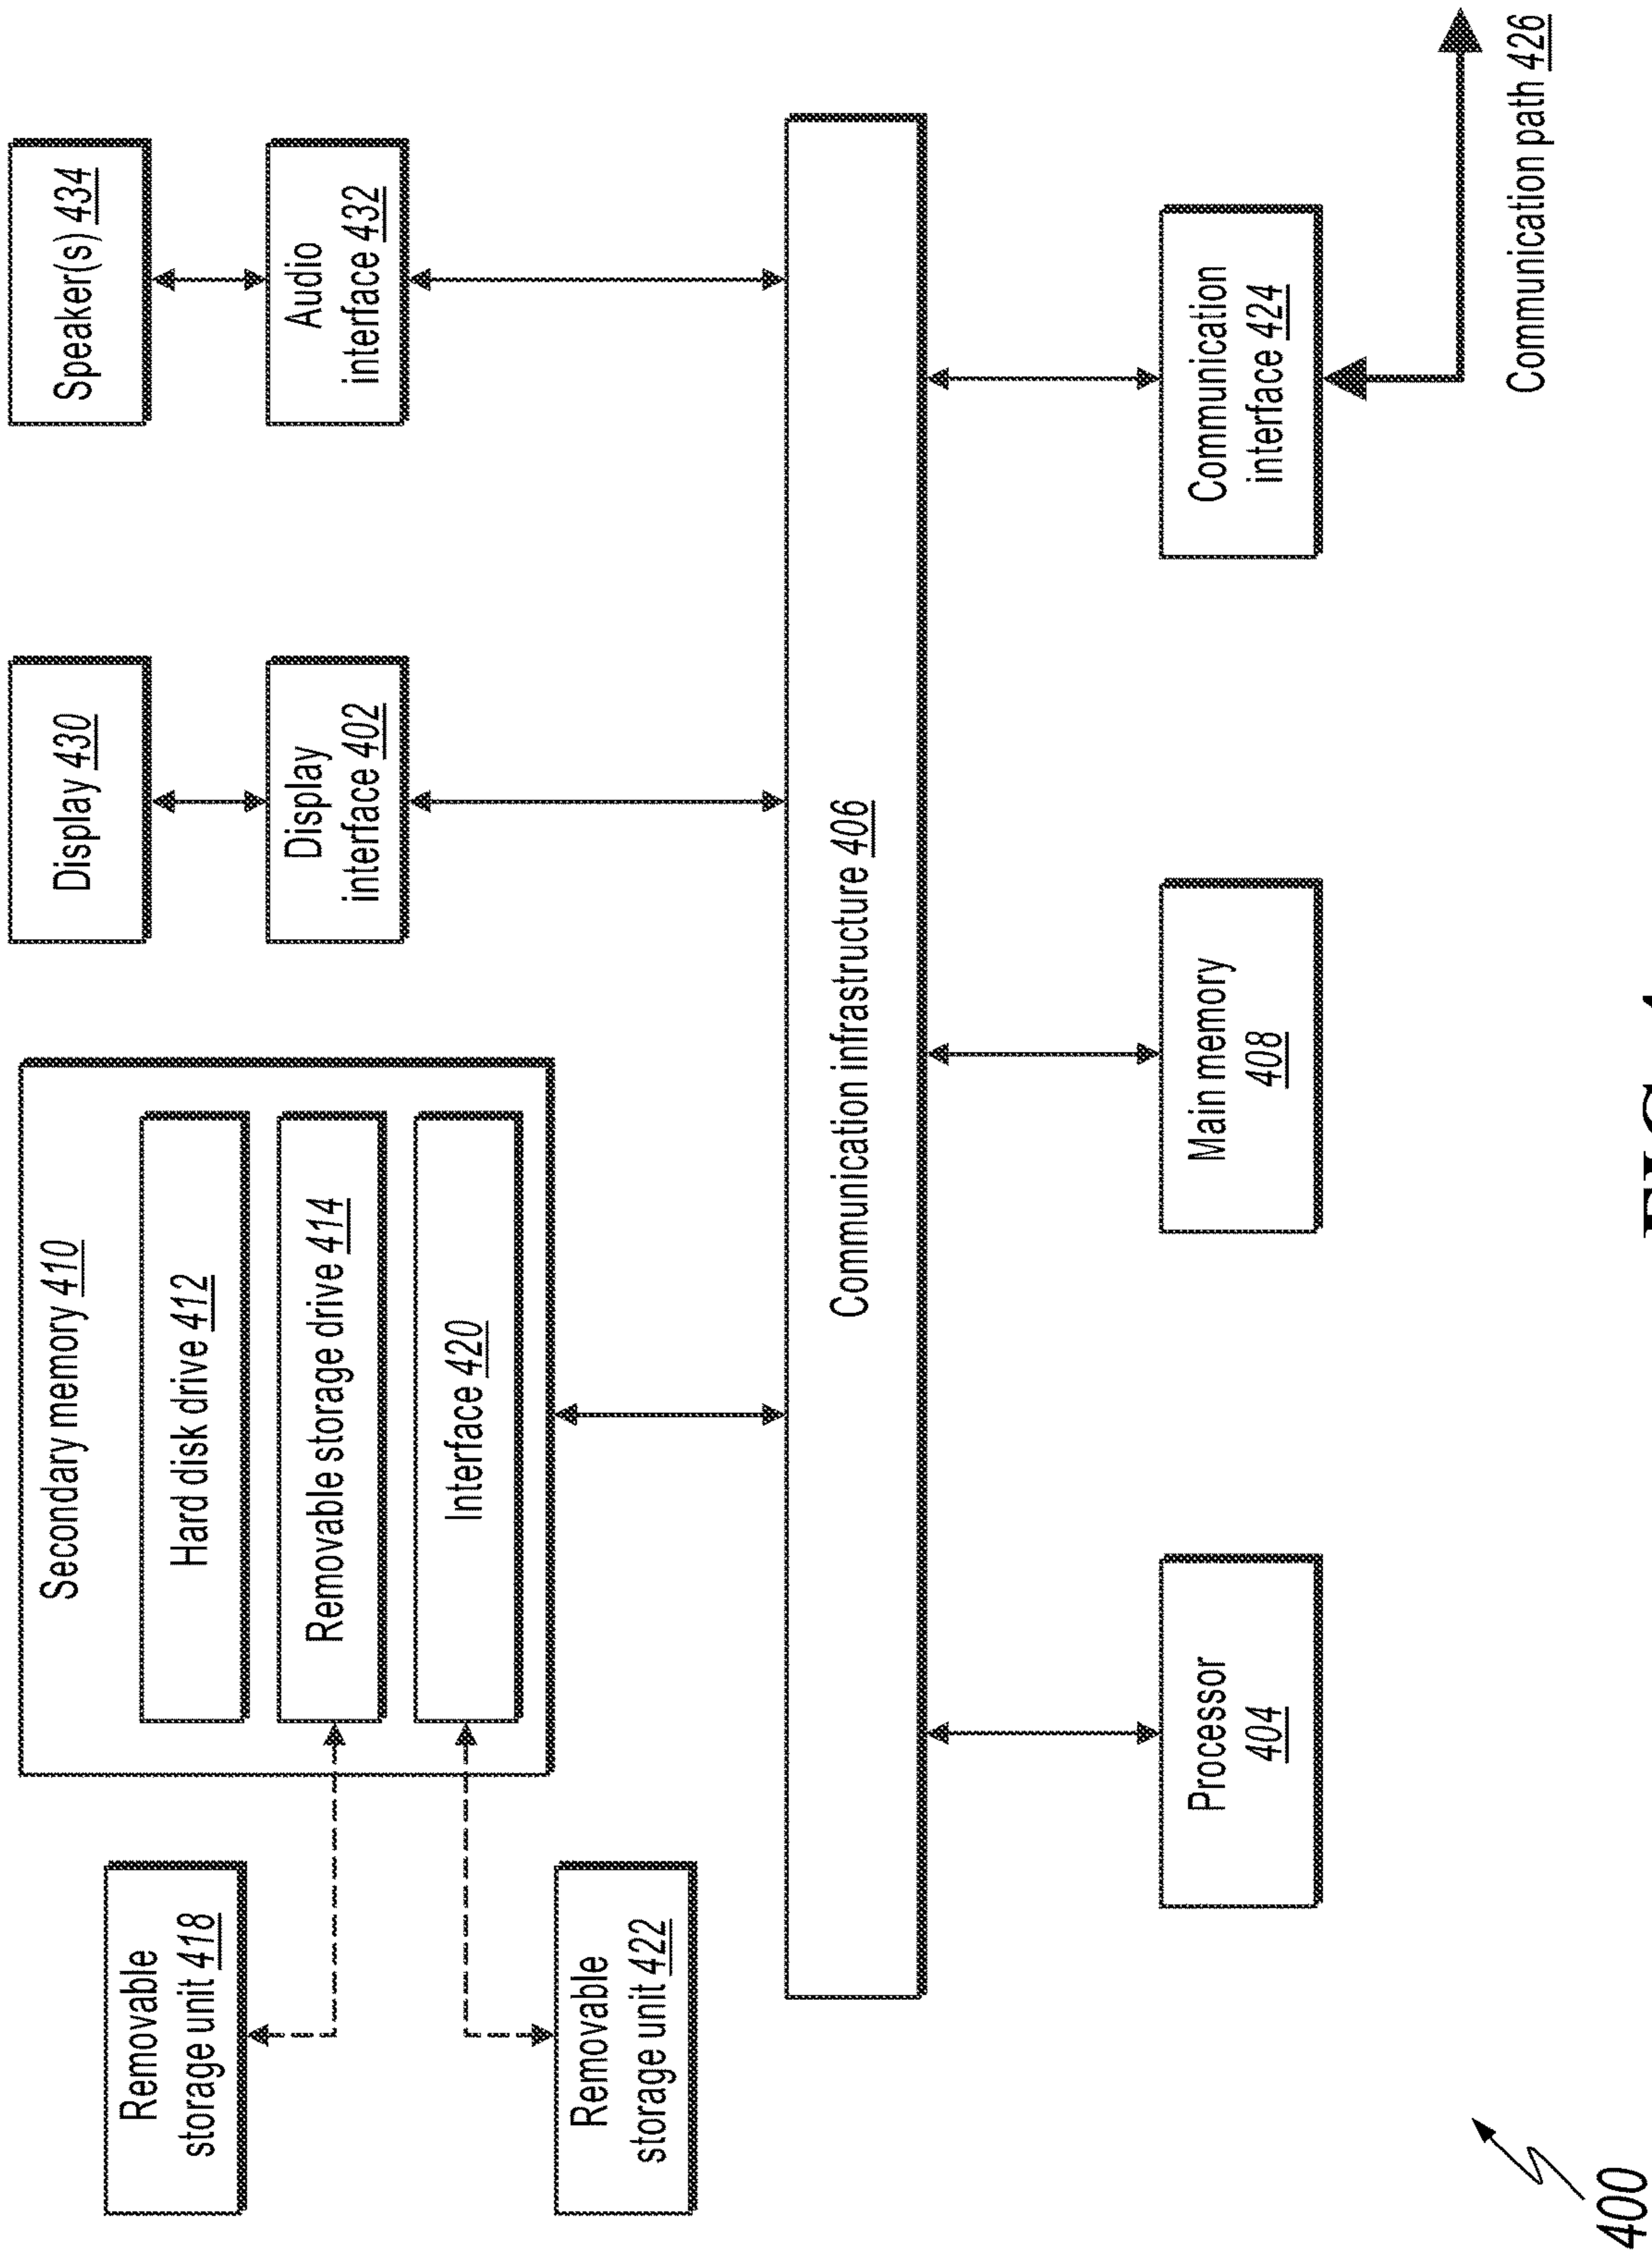 Removable
storage unit 418
Removable
storage unit 422
Secondary memory 410
Hard disk drive 412
Removable storage drive 414
Interface 420
Display 430
Display
interface 402
Speaker(s) 434
Audio
interface 432
Communication infrastructure 406
Processor
404
Main memory
408
Communication
interface 424
Communication path 426
400